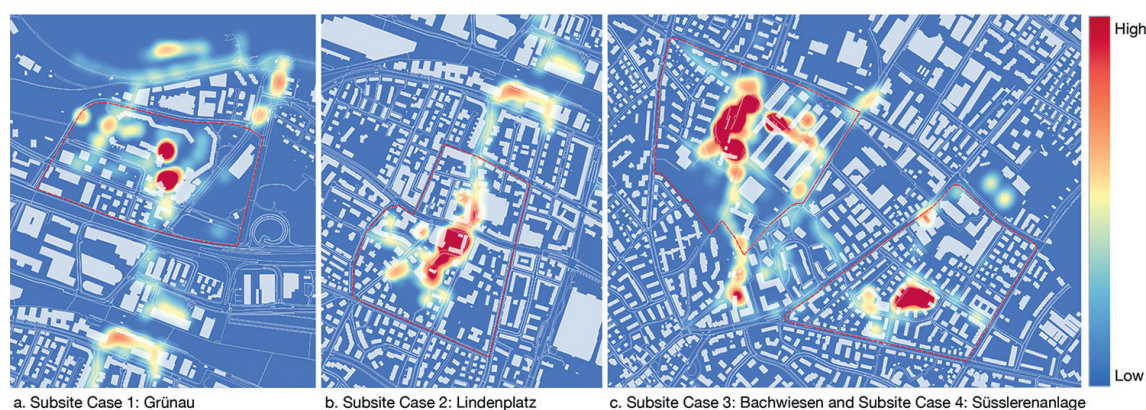 High
Low
a. Subsite Case 1: Grünau
b. Subsite Case 2: Lindenplatz
c. Subsite Case 3: Bachwiesen and Subsite Case 4: Süsslerenanlage